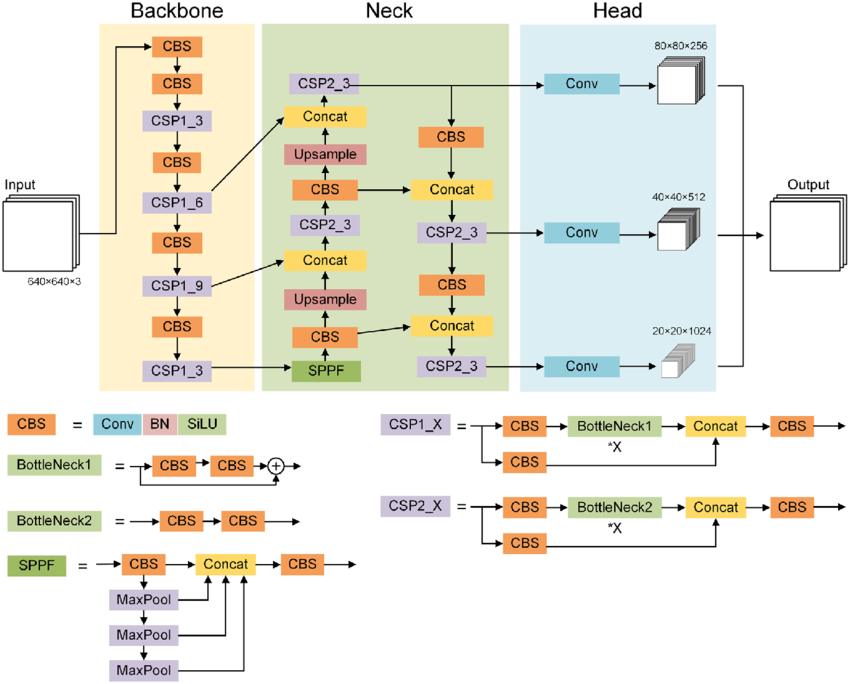 Backbone
Neck
Head
Input
640×640×3
CBS
CBS
CSP1_3
CBS
CSP1_6
CBS
CSP1_9
CBS
CSP1_3
CSP2_3
Concat
Upsample
CBS
CSP2_3
Concat
Upsample
CBS
SPPF
CBS
Concat
CSP2_3
CBS
Concat
CSP2_3
Conv
80×80×256
Conv
40×40×512
Conv
20×20×1024
Output
CBS = Conv BN SiLU
BottleNeck1 = CBS CBS +
BottleNeck2 = CBS CBS
SPPF = CBS Concat CBS
MaxPool
MaxPool
MaxPool
CSP1_X = CBS BottleNeck1 Concat CBS
*X
CBS
CSP2_X = CBS BottleNeck2 Concat CBS
*X
CBS